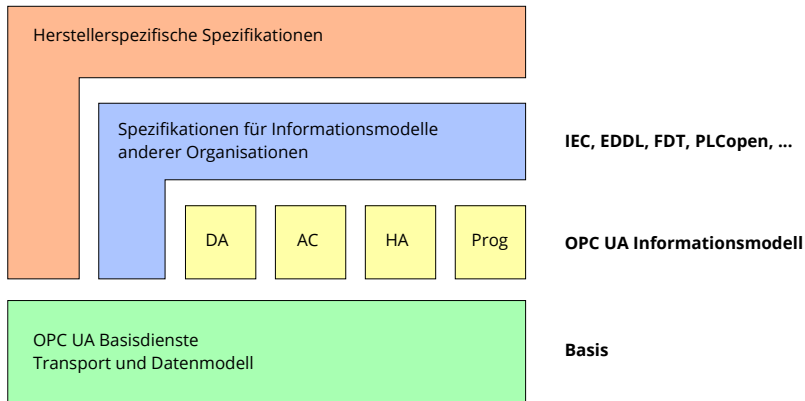 Herstellerspezifische Spezifikationen
Spezifikationen für Informationsmodelle
anderer Organisationen
IEC, EDDL, FDT, PLCopen, ...
DA
AC
HA
Prog
OPC UA Informationsmodell
OPC UA Basisdienste
Transport und Datenmodell
Basis